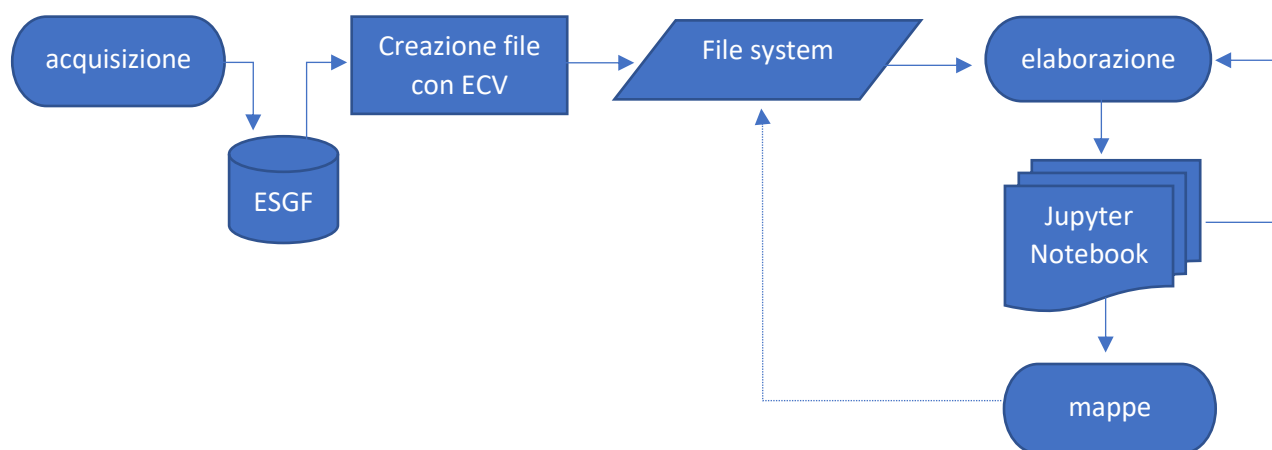 acquisizione
ESGF
Creazione file
con ECV
File system
elaborazione
Jupyter
Notebook
mappe